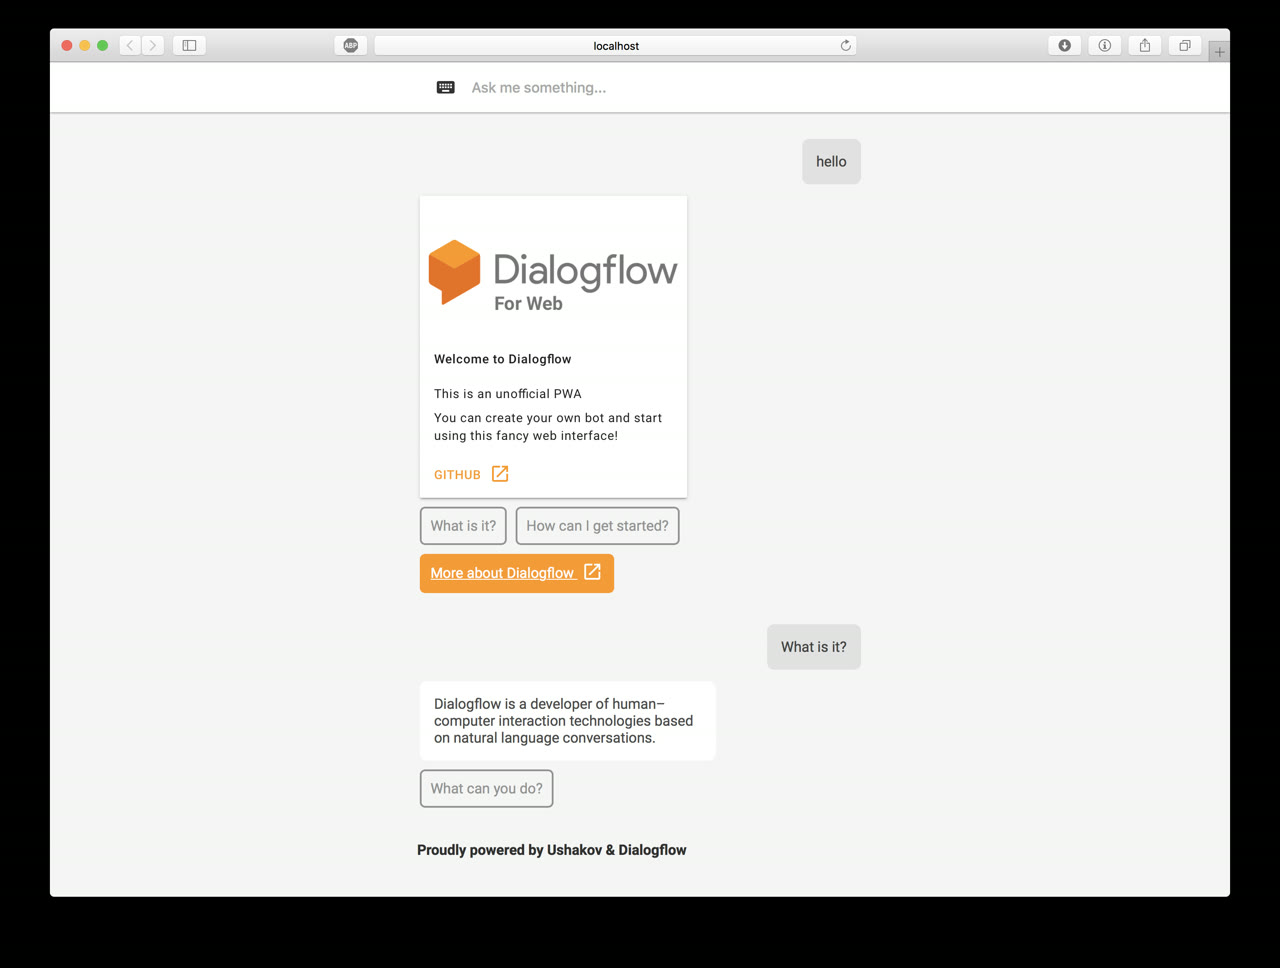 ABP
localhost
Ask me something...
hello
Dialogflow
For Web
Welcome to Dialogflow
This is an unofficial PWA
You can create your own bot and start
using this fancy web interface!
GITHUB
What is it?
How can I get started?
More about Dialogflow
What is it?
Dialogflow is a developer of human–
computer interaction technologies based
on natural language conversations.
What can you do?
Proudly powered by Ushakov & Dialogflow